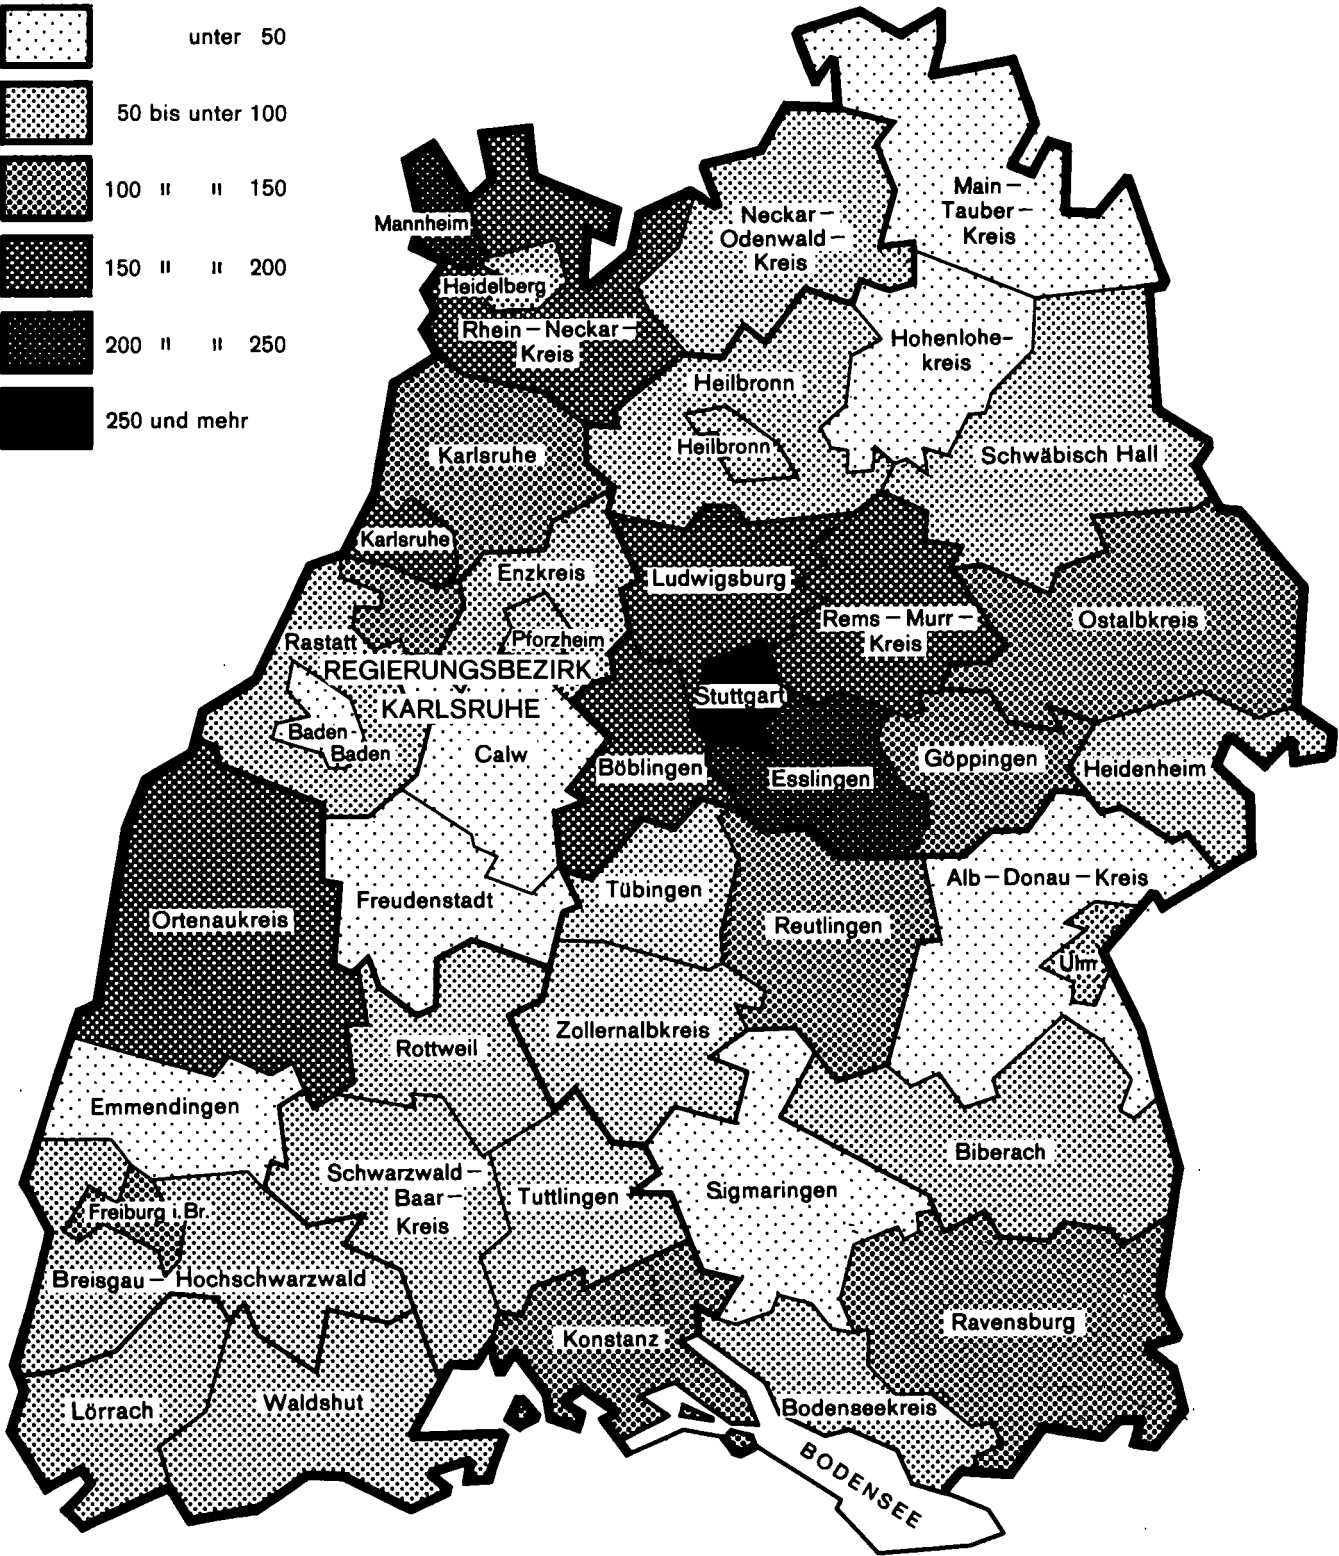 unter 50
50 bis unter 100
100 " " 150
150 " " 200
200 " " 250
250 und mehr
Main –
Tauber –
Kreis
Neckar –
Odenwald –
Kreis
Mannheim
Heidelberg
Rhein – Neckar –
Kreis
Hohenlohe-
kreis
Heilbronn
Heilbronn
Schwäbisch Hall
Karlsruhe
Karlsruhe
Enzkreis
Ludwigsburg
Rems – Murr –
Kreis
Ostalbkreis
Pforzheim
Rastatt
REGIERUNGSBEZIRK
KARLSRUHE
Stuttgart
Baden-
Baden
Calw
Böblingen
Esslingen
Göppingen
Heidenheim
Freudenstadt
Tübingen
Alb – Donau – Kreis
Ortenaukreis
Reutlingen
Ulm
Rottweil
Zollernalbkreis
Emmendingen
Biberach
Schwarzwald –
Baar –
Kreis
Tuttlingen
Sigmaringen
Freiburg i. Br.
Breisgau – Hochschwarzwald
Konstanz
Ravensburg
Lörrach
Waldshut
Bodenseekreis
BODENSEE